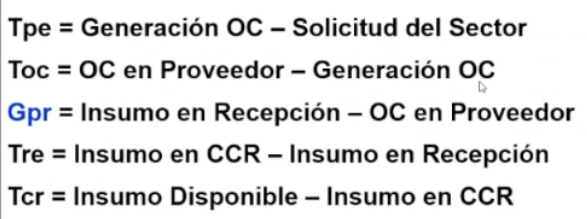 Tpe = Generación OC – Solicitud del Sector
Toc = OC en Proveedor – Generación OC
Gpr = Insumo en Recepción – OC en Proveedor
Tre = Insumo en CCR – Insumo en Recepción
Tcr = Insumo Disponible – Insumo en CCR